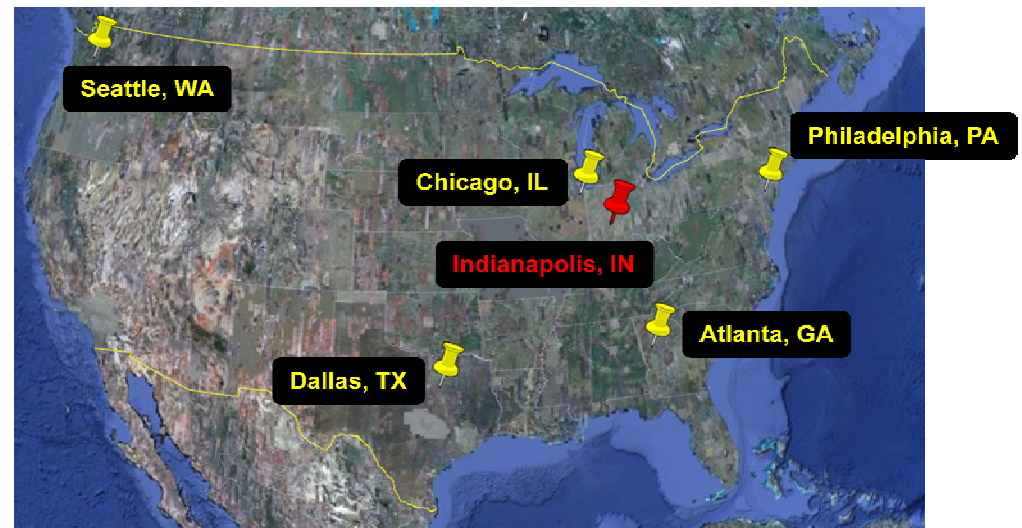 Seattle, WA
Philadelphia, PA
Chicago, IL
Indianapolis, IN
Atlanta, GA
Dallas, TX